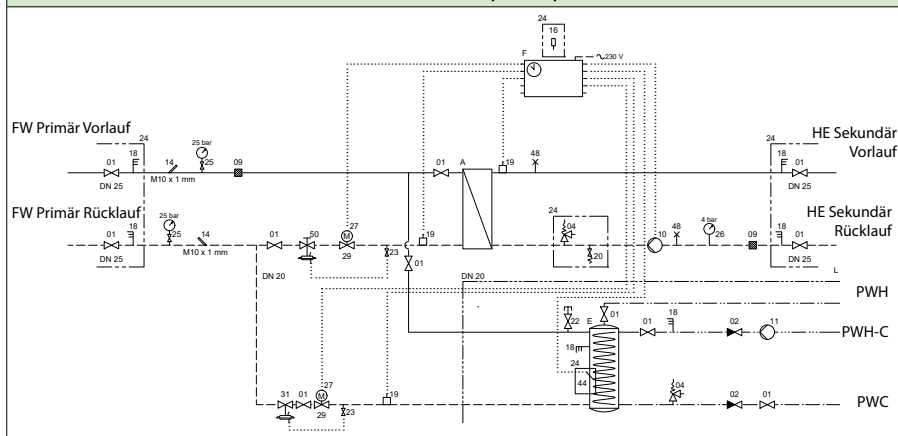 24
16
F
230 V
FW Primär Vorlauf
24
25 bar
HE Sekundär
Vorlauf
24
01
18
14
25
09
01
A
19
48
18
01
DN 25
M10 x 1 mm
DN 25
FW Primär Rücklauf
25 bar
27
24
4 bar
HE Sekundär
Rücklauf
01
18
25
14
01
50
M
19
04
10
48
26
09
18
01
DN 25
M10 x 1 mm
29
23
20
DN 25
DN 20
01
DN 20
L
PWH
22
E
01
01
18
02
11
PWH-C
18
24
27
44
04
31
01
M
19
02
01
PWC
29
23